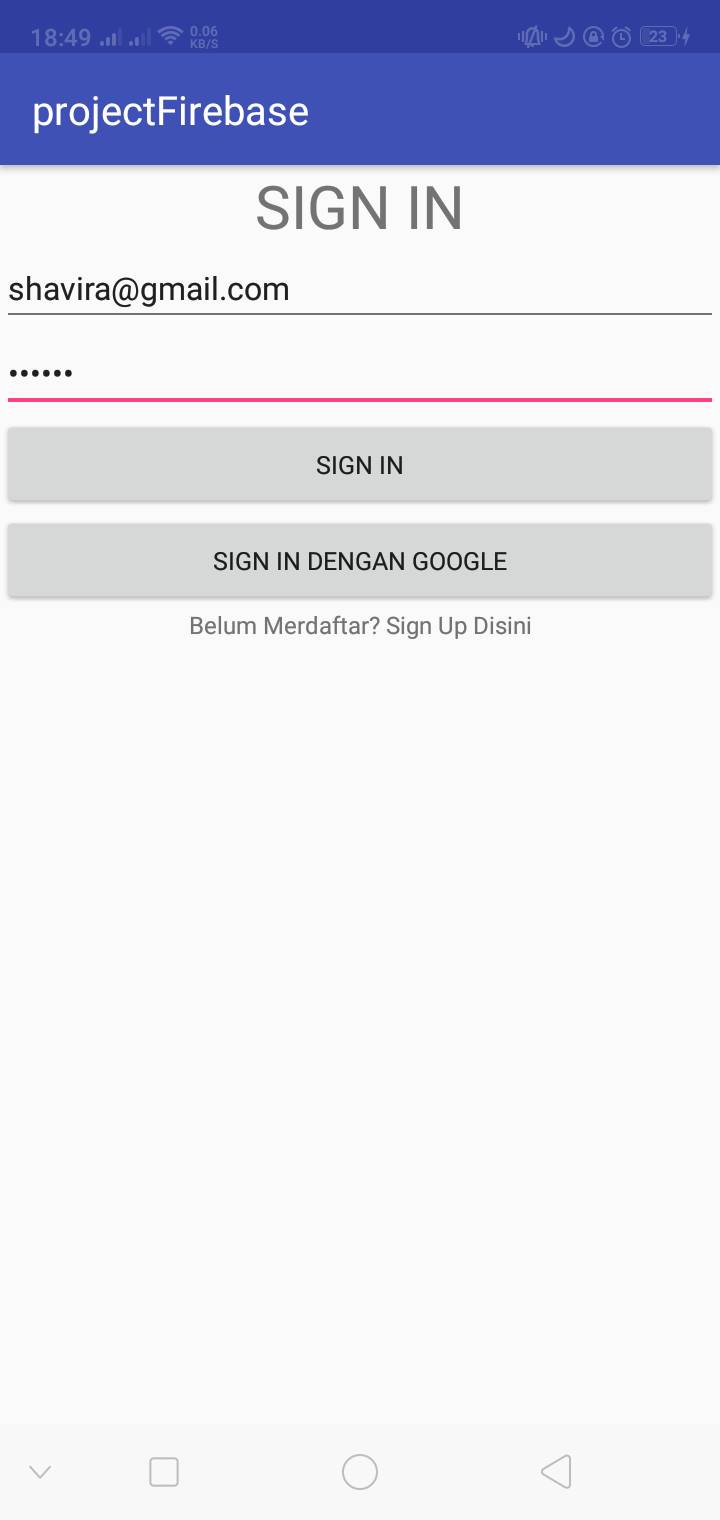 18:49 0.06 KB/S 23
projectFirebase
SIGN IN
shavira@gmail.com
••••••
SIGN IN
SIGN IN DENGAN GOOGLE
Belum Merdaftar? Sign Up Disini